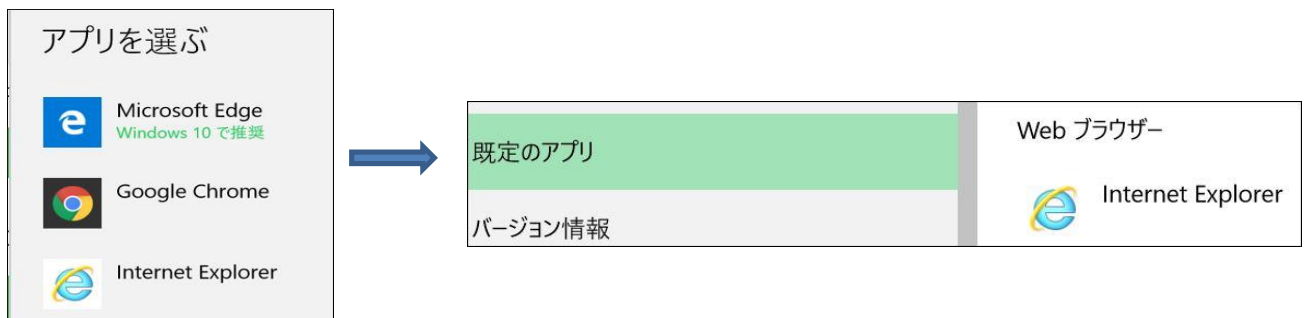 アプリを選ぶ
Microsoft Edge
Windows 10 で推奨
Google Chrome
Internet Explorer
既定のアプリ
バージョン情報
Web ブラウザー
Internet Explorer